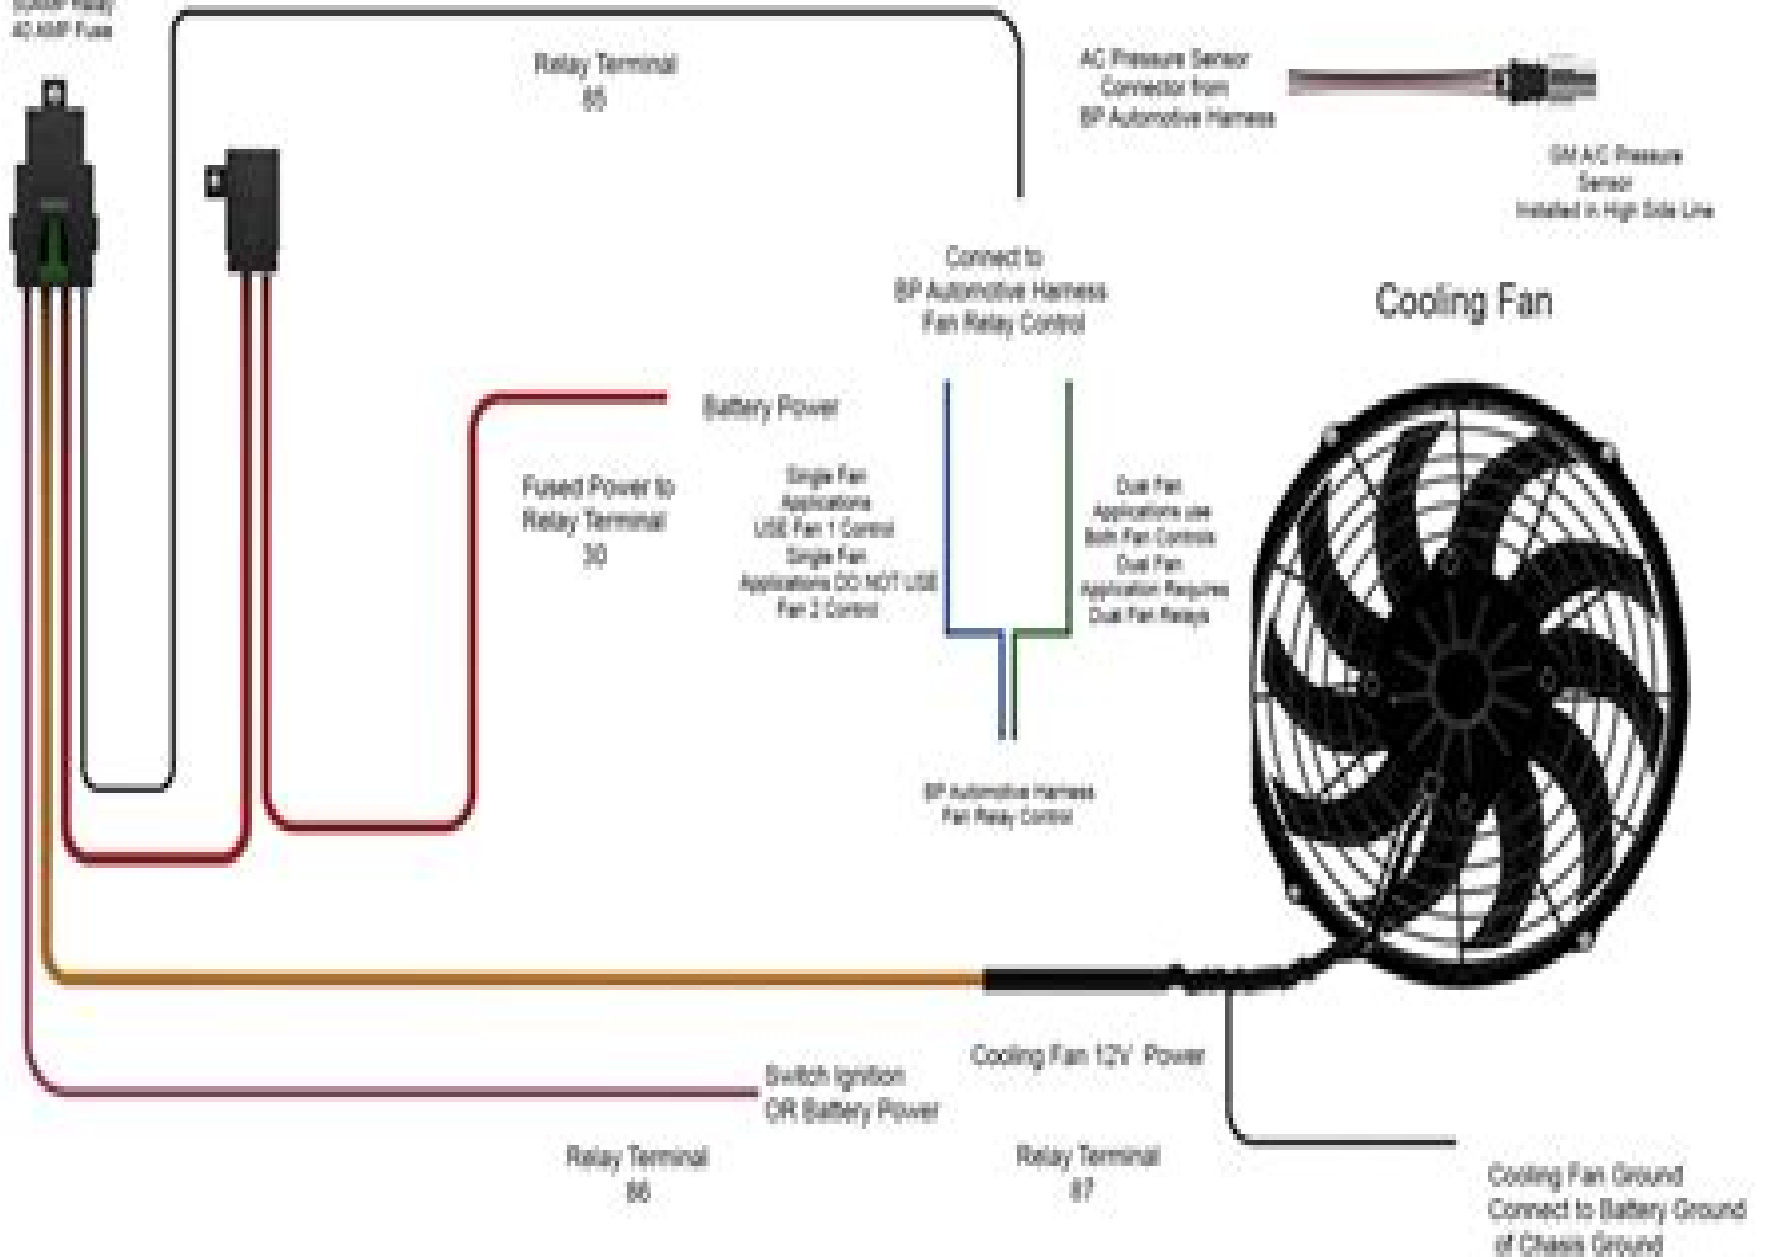 Relay
40 AMP Fuse
Relay Terminal
85
AC Pressure Sensor
Connector from
BP Automotive Harness
GM A/C Pressure
Sensor
Installed in High Side Line
Connect to
BP Automotive Harness
Fan Relay Control
Cooling Fan
Battery Power
Fused Power to
Relay Terminal
30
Single Fan
Applications
USE Fan 1 Control
Single Fan
Applications DO NOT USE
Fan 2 Control
Dual Fan
Applications use
Both Fan Controls
Dual Fan
Application Requires
Dual Fan Relays
BP Automotive Harness
Fan Relay Control
Cooling Fan 12V Power
Switch Ignition
OR Battery Power
Relay Terminal
86
Relay Terminal
87
Cooling Fan Ground
Connect to Battery Ground
of Chasis Ground